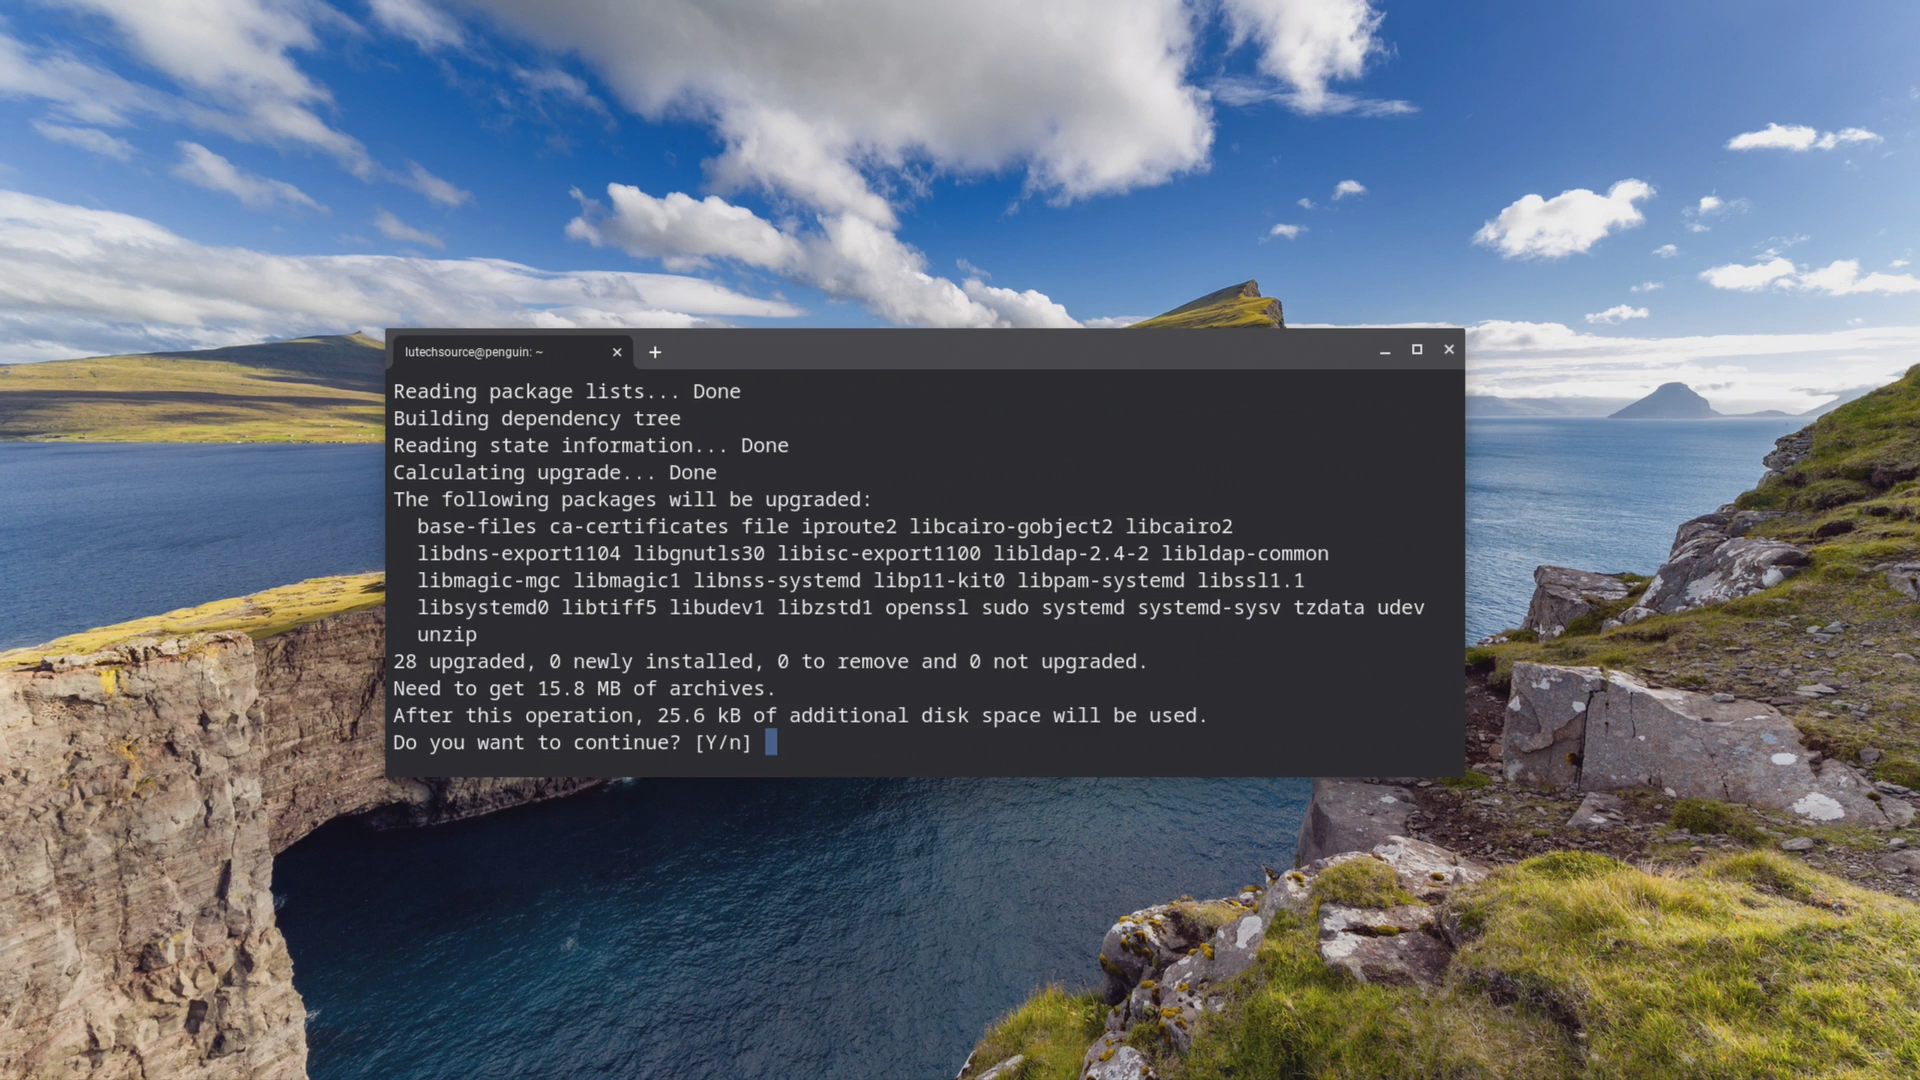 lutechsource@penguin: ~
Reading package lists... Done
Building dependency tree
Reading state information... Done
Calculating upgrade... Done
The following packages will be upgraded:
base-files ca-certificates file iproute2 libcairo-gobject2 libcairo2
libdns-export1104 libgnutls30 libisc-export1100 libldap-2.4-2 libldap-common
libmagic-mgc libmagic1 libnss-systemd libp11-kit0 libpam-systemd libssl1.1
libsystemd0 libtiff5 libudev1 libzstd1 openssl sudo systemd systemd-sysv tzdata udev
unzip
28 upgraded, 0 newly installed, 0 to remove and 0 not upgraded.
Need to get 15.8 MB of archives.
After this operation, 25.6 kB of additional disk space will be used.
Do you want to continue? [Y/n]